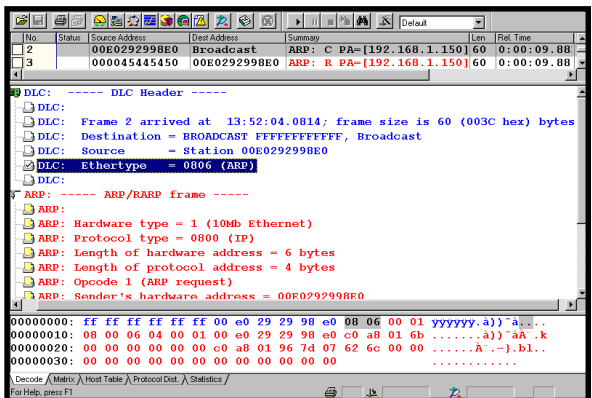 Default
No. Status Source Address Dest Address Summary Len Rel. Time
2 00E0292998E0 Broadcast ARP: C PA=[192.168.1.150] 60 0:00:09.88
3 000045445450 00E0292998E0 ARP: R PA=[192.168.1.150] 60 0:00:09.88
DLC: ----- DLC Header -----
DLC:
DLC: Frame 2 arrived at 13:52:04.0814; frame size is 60 (003C hex) bytes
DLC: Destination = BROADCAST FFFFFFFFFFFF, Broadcast
DLC: Source = Station 00E0292998E0
DLC: Ethertype = 0806 (ARP)
DLC:
ARP: ----- ARP/RARP frame -----
ARP:
ARP: Hardware type = 1 (10Mb Ethernet)
ARP: Protocol type = 0800 (IP)
ARP: Length of hardware address = 6 bytes
ARP: Length of protocol address = 4 bytes
ARP: Opcode 1 (ARP request)
ARP: Sender's hardware address = 00E0292998E0
00000000: ff ff ff ff ff ff 00 e0 29 29 98 e0 08 06 00 01 ÿÿÿÿÿÿ.à))˜à....
00000010: 08 00 06 04 00 01 00 e0 29 29 98 e0 c0 a8 01 6b .......à))˜àÀ¨.k
00000020: 00 00 00 00 00 00 c0 a8 01 96 7d 07 62 6c 00 00 ......À¨.–}.bl..
00000030: 00 00 00 00 00 00 00 00 00 00 00 00 ............
Decode Matrix Host Table Protocol Dist. Statistics
For Help, press F1